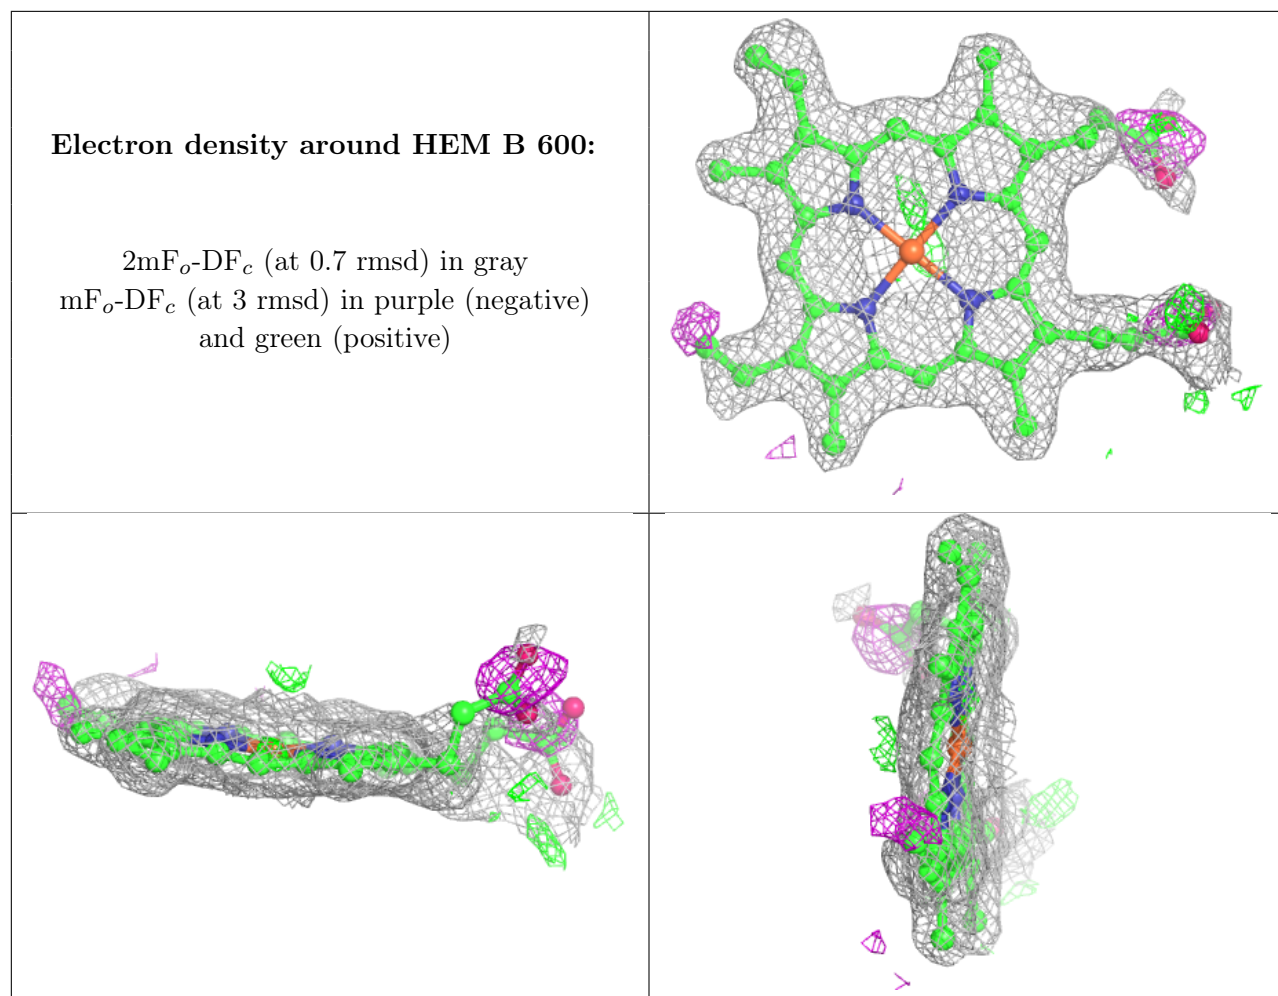 Electron density around HEM B 600:
2mFo-DFc (at 0.7 rmsd) in gray
mFo-DFc (at 3 rmsd) in purple (negative)
and green (positive)